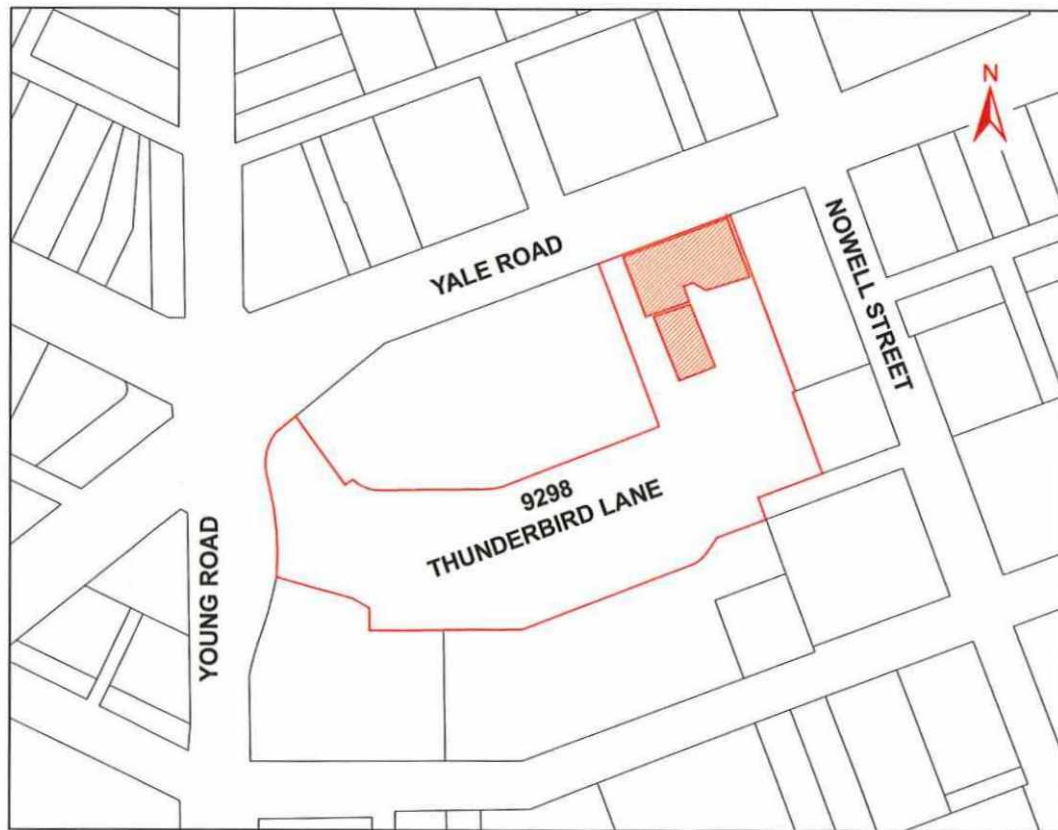 N
YALE ROAD
NOWELL STREET
9298
THUNDERBIRD LANE
YOUNG ROAD